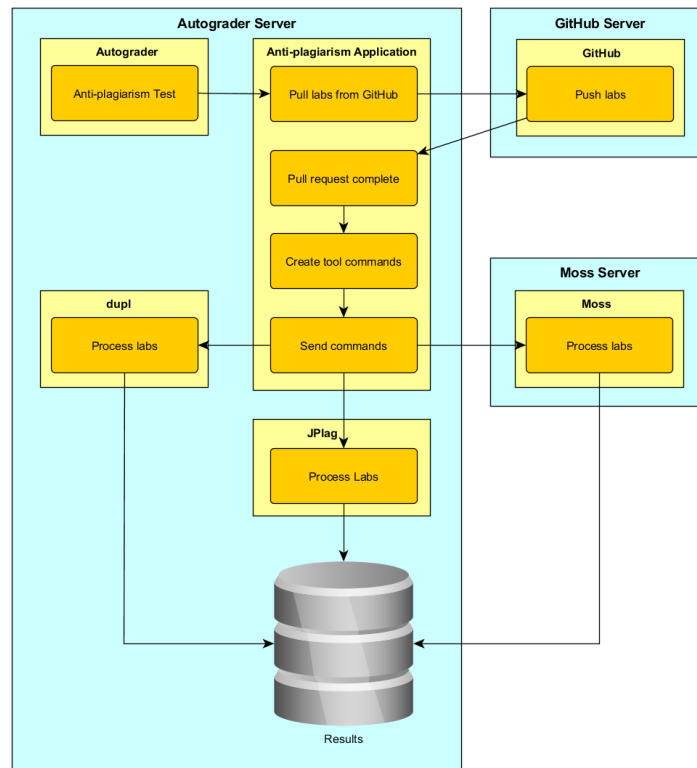 Autograder Server
GitHub Server
Autograder
Anti-plagiarism Application
GitHub
Anti-plagiarism Test
Pull labs from GitHub
Push labs
Pull request complete
Create tool commands
Moss Server
dupl
Moss
Process labs
Send commands
Process labs
JPlag
Process Labs
Results